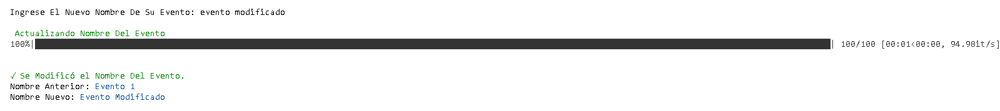 Ingrese El Nuevo Nombre De Su Evento: evento modificado
Actualizando Nombre Del Evento
100%| | 100/100 [00:01<00:00, 94.98it/s]
✓ Se Modificó el Nombre Del Evento.
Nombre Anterior: Evento 1
Nombre Nuevo: Evento Modificado